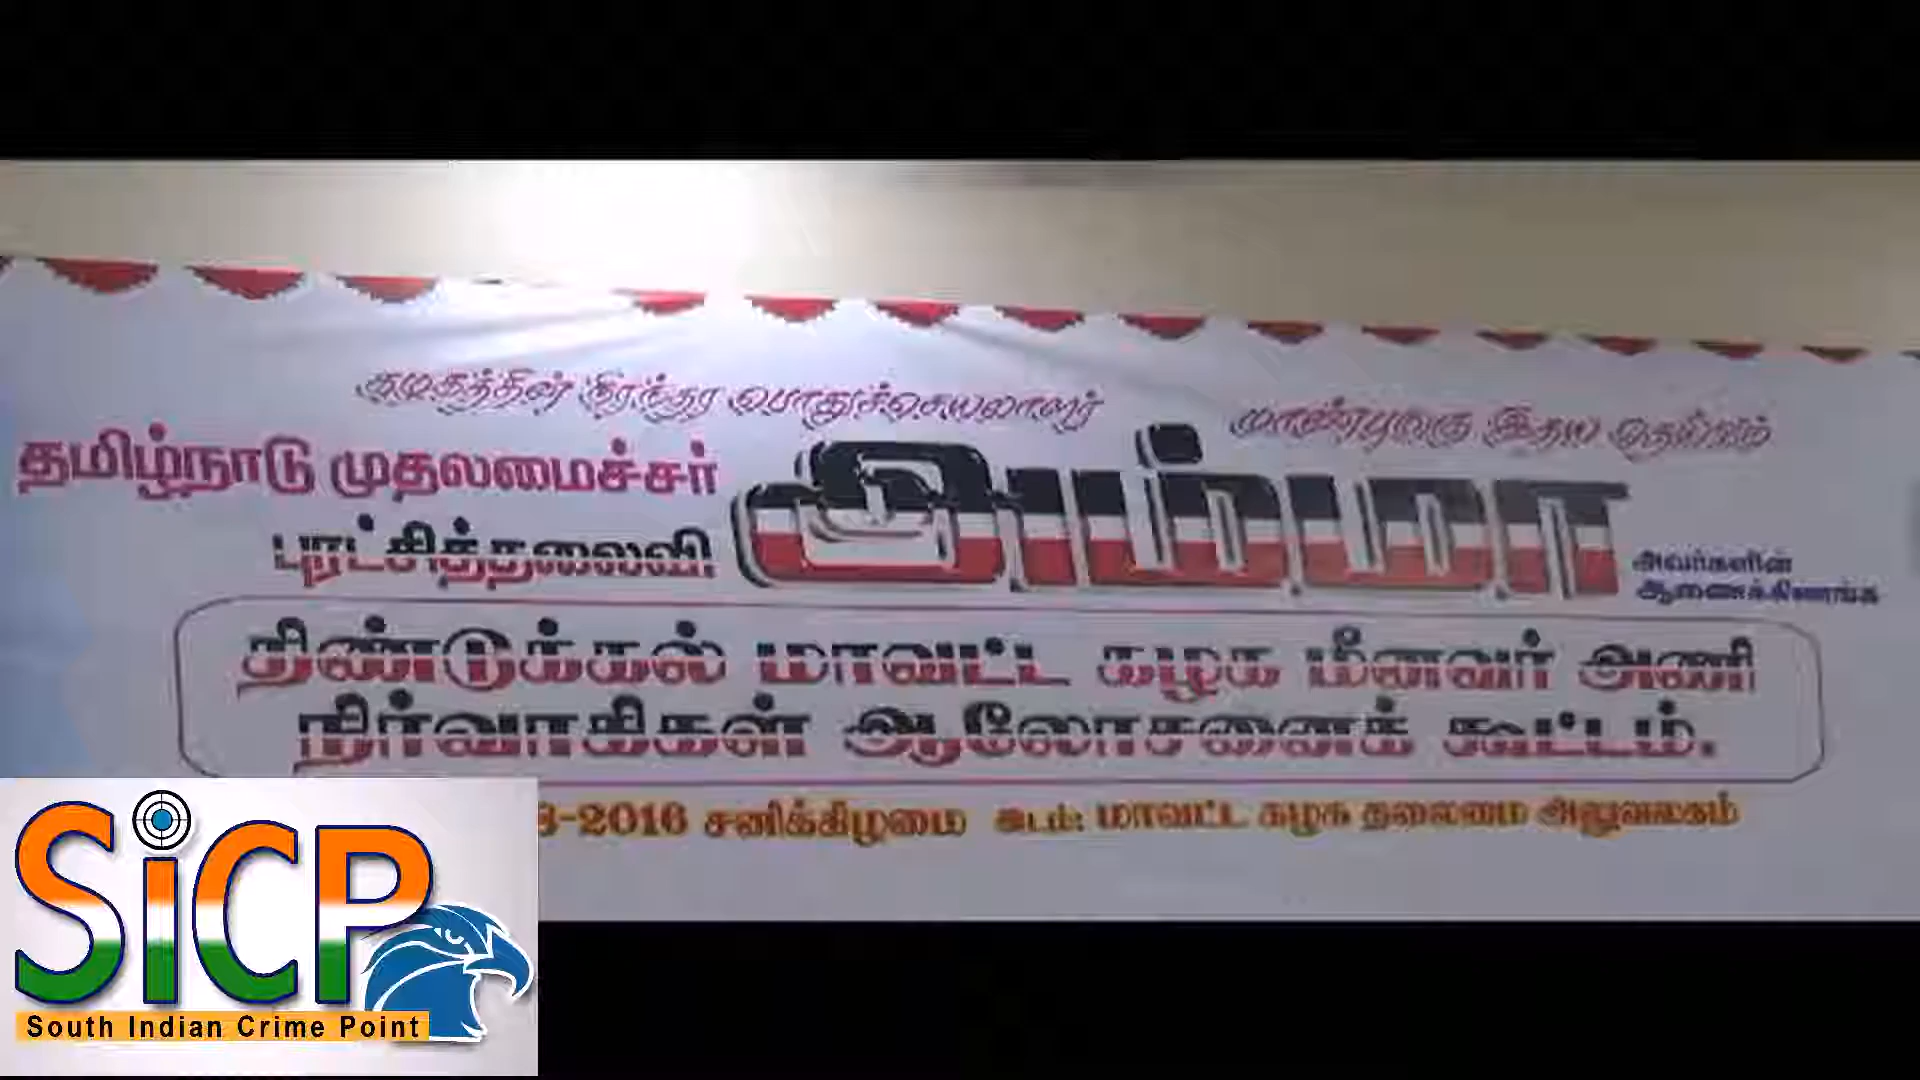 கழகத்தின் நிரந்தர பொதுச்செயலாளர் மாண்புமிகு இதய தெய்வம்
தமிழ்நாடு முதலமைச்சர்
புரட்சித்தலைவி அம்மா அவர்களின்
ஆணைக்கிணங்க
திண்டுக்கல் மாவட்ட கழக மீனவர் அணி
நிர்வாகிகள் ஆலோசனைக் கூட்டம்.
8-2016 சனிக்கிழமை இடம்: மாவட்ட கழக தலைமை அலுவலகம்
SiCP
South Indian Crime Point